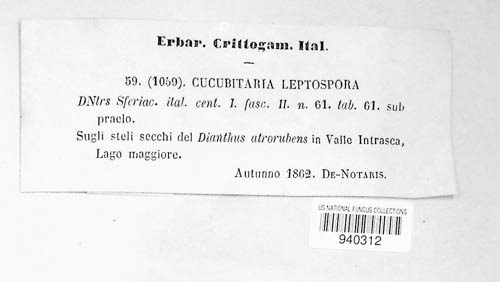 Erbar. Crittogam. Ital.
59. (1059). CUCUBITARIA LEPTOSPORA
DNtrs Sferiac. ital. cent. I. fasc. II. n. 61. tab. 61. sub
praelo.
Sugli steli secchi del Dianthus atrorubens in Valle Intrasca,
Lago maggiore.
Autunno 1862. DE-NOTARIS.
US NATIONAL FUNGUS COLLECTIONS
940312